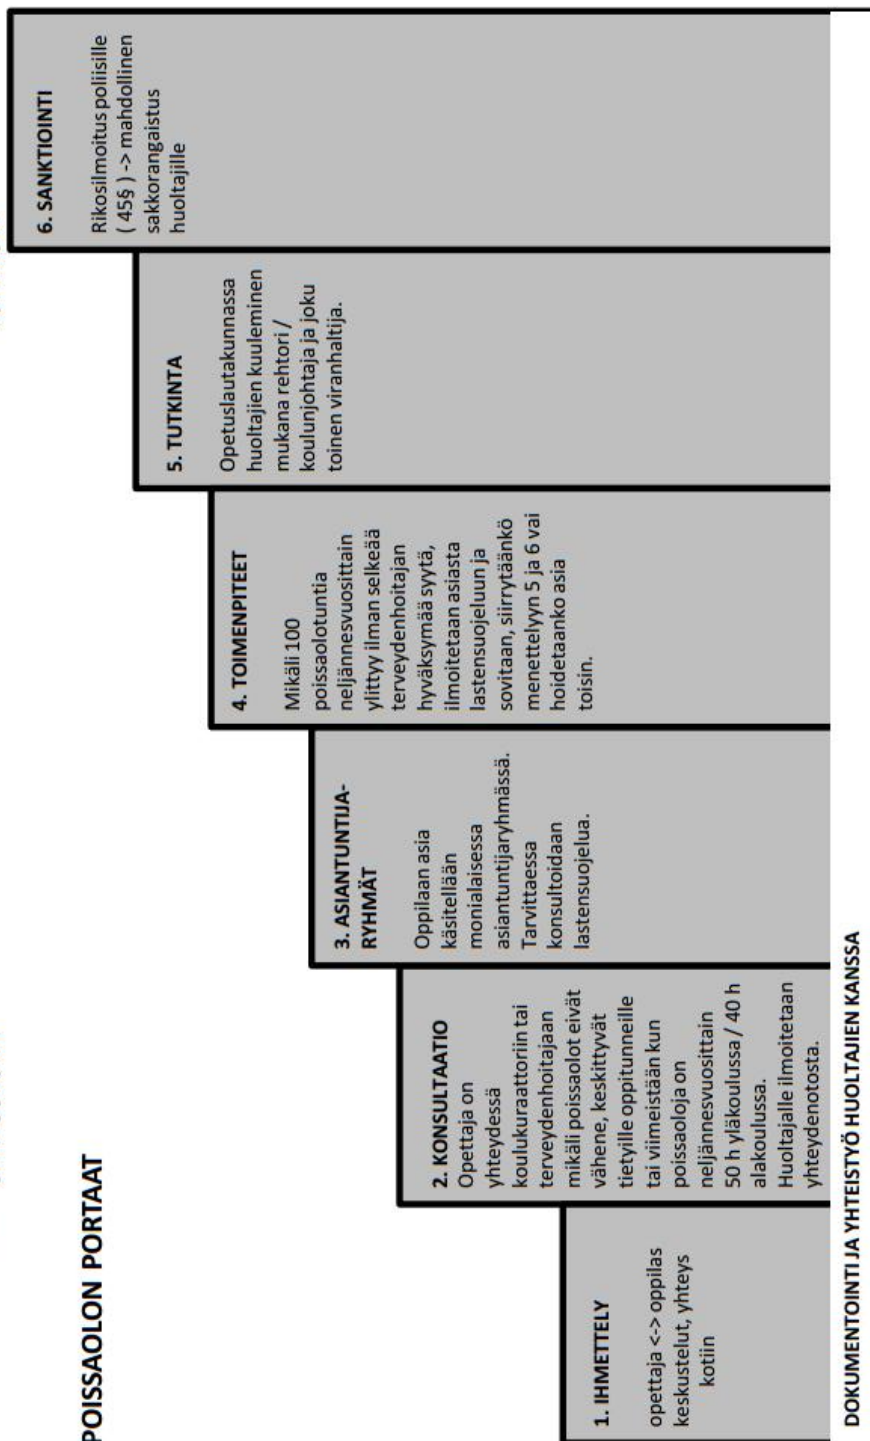 POISSAOLON PORTAAT
1. IHMETTELY
opettaja <-> oppilas
keskustelut, yhteys
kotiin
2. KONSULTAATIO
Opettaja on
yhteydessä
koulukuraattoriin tai
terveydenhoitajaan
mikäli poissaolot eivät
vähene, keskittyvät
tietyille oppitunneille
tai viimeistään kun
poissaoloja on
neljännesvuosittain
50 h yläkoulussa / 40 h
alakoulussa.
Huoltajalle ilmoitetaan
yhteydenotosta.
3. ASIANTUNTIJA-
RYHMÄT
Oppilaan asia
käsitellään
monialaisessa
asiantuntijaryhmässä.
Tarvittaessa
konsultoidaan
lastensuojelua.
4. TOIMENPITEET
Mikäli 100
poissaolotuntia
neljännesvuosittain
ylittyy ilman selkeää
terveydenhoitajan
hyväksymää syytä,
ilmoitetaan asiasta
lastensuojeluun ja
sovitaan, siirrytäänkö
menettelyyn 5 ja 6 vai
hoidetaanko asia
toisin.
5. TUTKINTA
Opetuslautakunnassa
huoltajien kuuleminen
mukana rehtori /
koulunjohtaja ja joku
toinen viranhaltija.
6. SANKTIOINTI
Rikosilmoitus poliisille
( 45§ ) -> mahdollinen
sakkorangaistus
huoltajille
DOKUMENTOINTI JA YHTEISTYÖ HUOLTAJIEN KANSSA